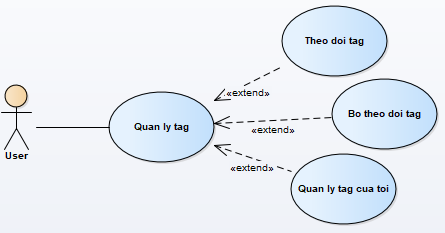 Theo doi tag
«extend»
Bo theo doi tag
Quan ly tag
«extend»
User
«extend»
Quan ly tag cua toi